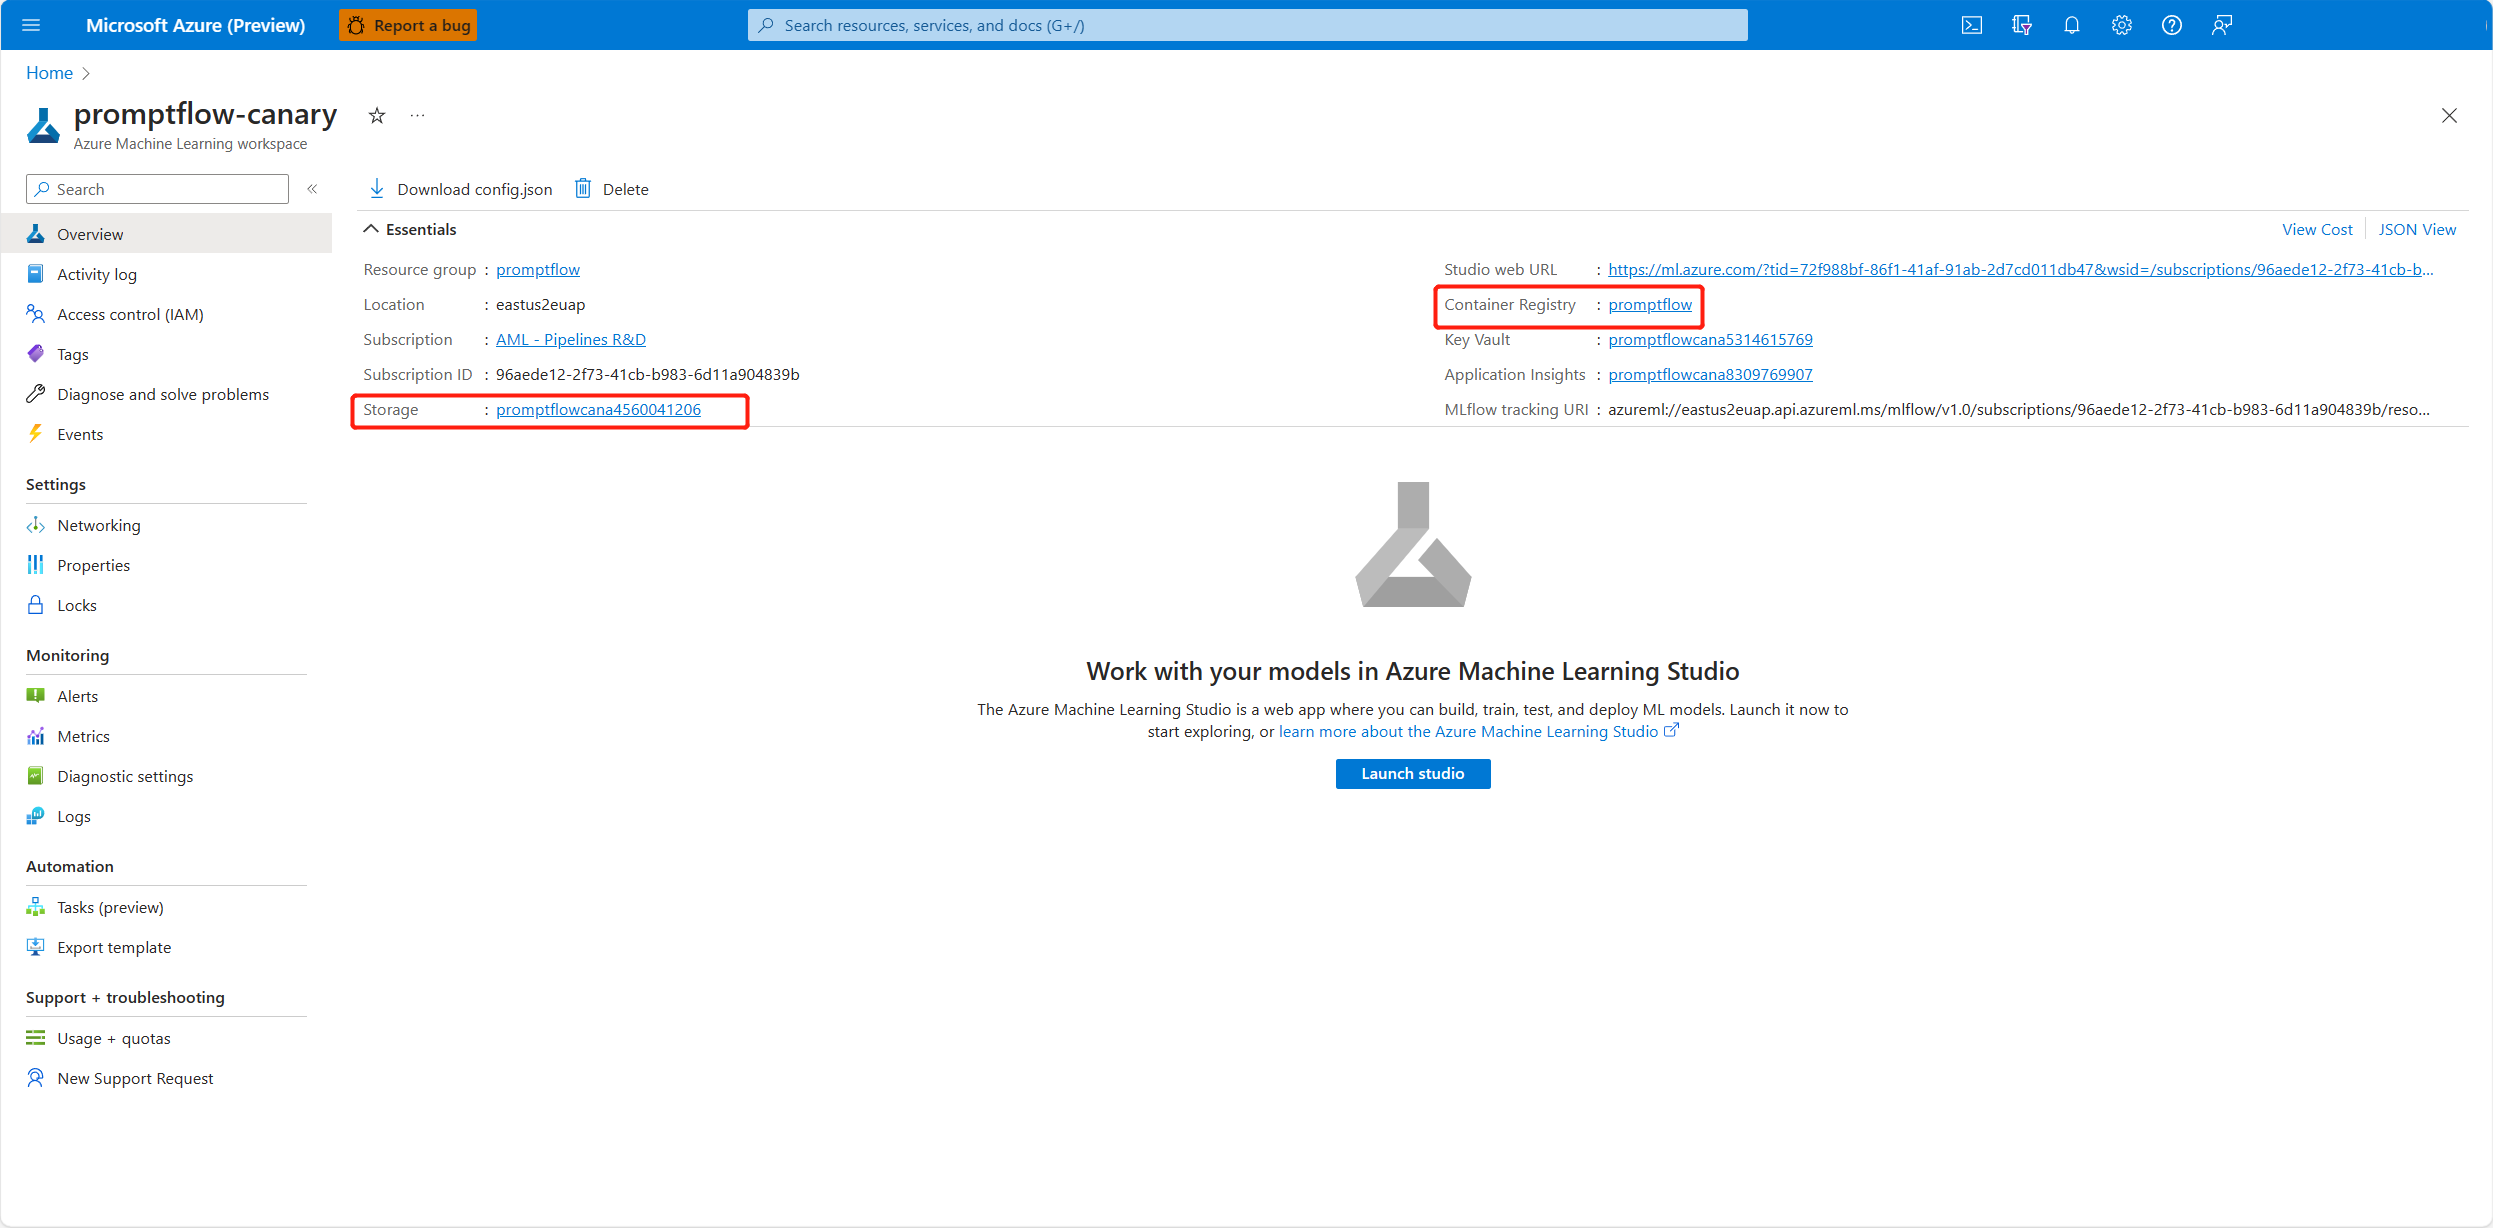 Microsoft Azure (Preview)
Report a bug
Search resources, services, and docs (G+/)
Home
promptflow-canary
Azure Machine Learning workspace
Search
Download config.json
Delete
Overview
Activity log
Access control (IAM)
Tags
Diagnose and solve problems
Events
Settings
Networking
Properties
Locks
Monitoring
Alerts
Metrics
Diagnostic settings
Logs
Automation
Tasks (preview)
Export template
Support + troubleshooting
Usage + quotas
New Support Request
Essentials
View Cost
JSON View
Resource group : promptflow
Location : eastus2euap
Subscription : AML - Pipelines R&D
Subscription ID : 96aede12-2f73-41cb-b983-6d11a904839b
Storage : promptflowcana4560041206
Studio web URL : https://ml.azure.com/?tid=72f988bf-86f1-41af-91ab-2d7cd011db47&wsid=/subscriptions/96aede12-2f73-41cb-b...
Container Registry : promptflow
Key Vault : promptflowcana5314615769
Application Insights : promptflowcana8309769907
MLflow tracking URI : azureml://eastus2euap.api.azureml.ms/mlflow/v1.0/subscriptions/96aede12-2f73-41cb-b983-6d11a904839b/reso...
Work with your models in Azure Machine Learning Studio
The Azure Machine Learning Studio is a web app where you can build, train, test, and deploy ML models. Launch it now to
start exploring, or learn more about the Azure Machine Learning Studio
Launch studio